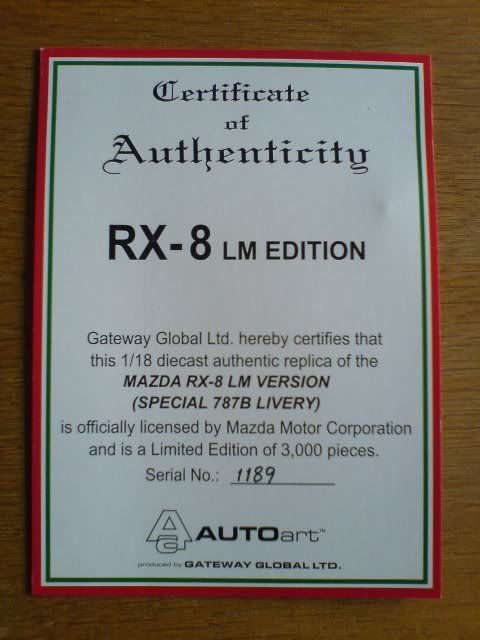 Certificate
of
Authenticity
RX-8 LM EDITION
Gateway Global Ltd. hereby certifies that
this 1/18 diecast authentic replica of the
MAZDA RX-8 LM VERSION
(SPECIAL 787B LIVERY)
is officially licensed by Mazda Motor Corporation
and is a Limited Edition of 3,000 pieces.
Serial No.: 1189
Aa AUTOart™
produced by GATEWAY GLOBAL LTD.